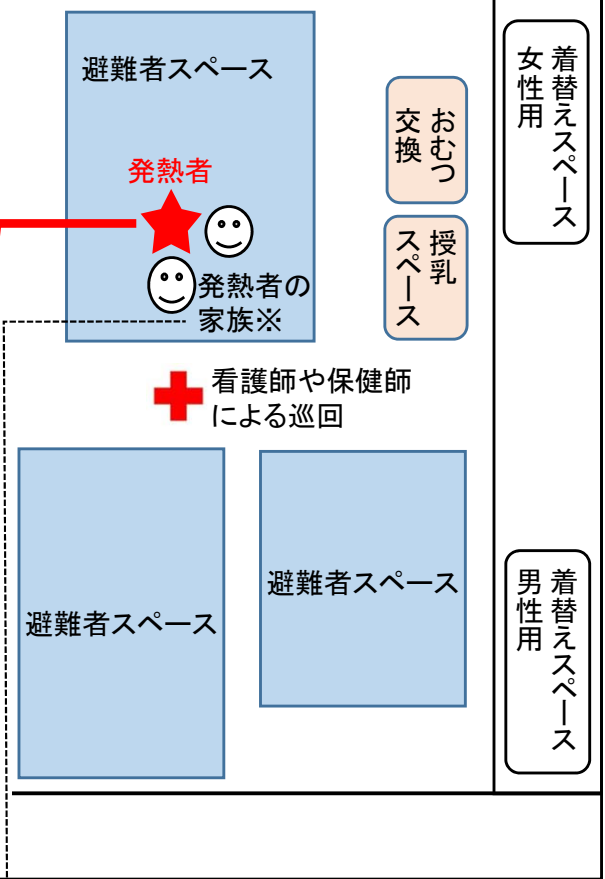 避難者スペース
発熱者
発熱者の
家族※
おむつ
交換
授乳
スペース
着替えスペース
女性用
看護師や保健師
による巡回
避難者スペース
避難者スペース
着替えスペース
男性用